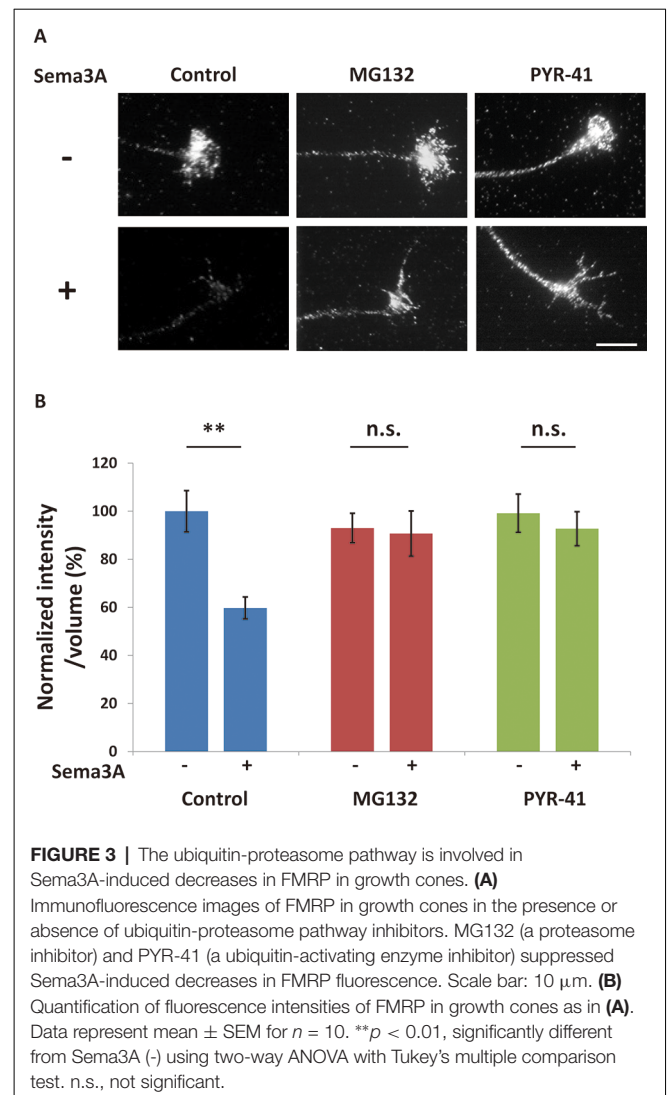 A
Sema3A Control MG132 PYR-41
-
+
B
** n.s. n.s.
Normalized intensity
/volume (%)
120
100
80
60
40
20
0
Sema3A - + - + - +
Control MG132 PYR-41
FIGURE 3 | The ubiquitin-proteasome pathway is involved in
Sema3A-induced decreases in FMRP in growth cones. (A)
Immunofluorescence images of FMRP in growth cones in the presence or
absence of ubiquitin-proteasome pathway inhibitors. MG132 (a proteasome
inhibitor) and PYR-41 (a ubiquitin-activating enzyme inhibitor) suppressed
Sema3A-induced decreases in FMRP fluorescence. Scale bar: 10 μm. (B)
Quantification of fluorescence intensities of FMRP in growth cones as in (A).
Data represent mean ± SEM for n = 10. **p < 0.01, significantly different
from Sema3A (-) using two-way ANOVA with Tukey's multiple comparison
test. n.s., not significant.